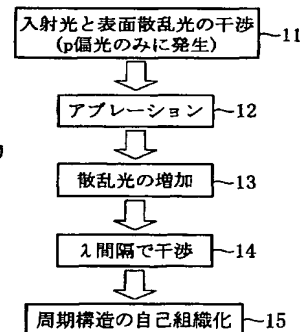 入射光と表面散乱光の干渉
(p偏光のみに発生)
11
アブレーション
12
散乱光の増加
13
λ間隔で干渉
14
周期構造の自己組織化
15